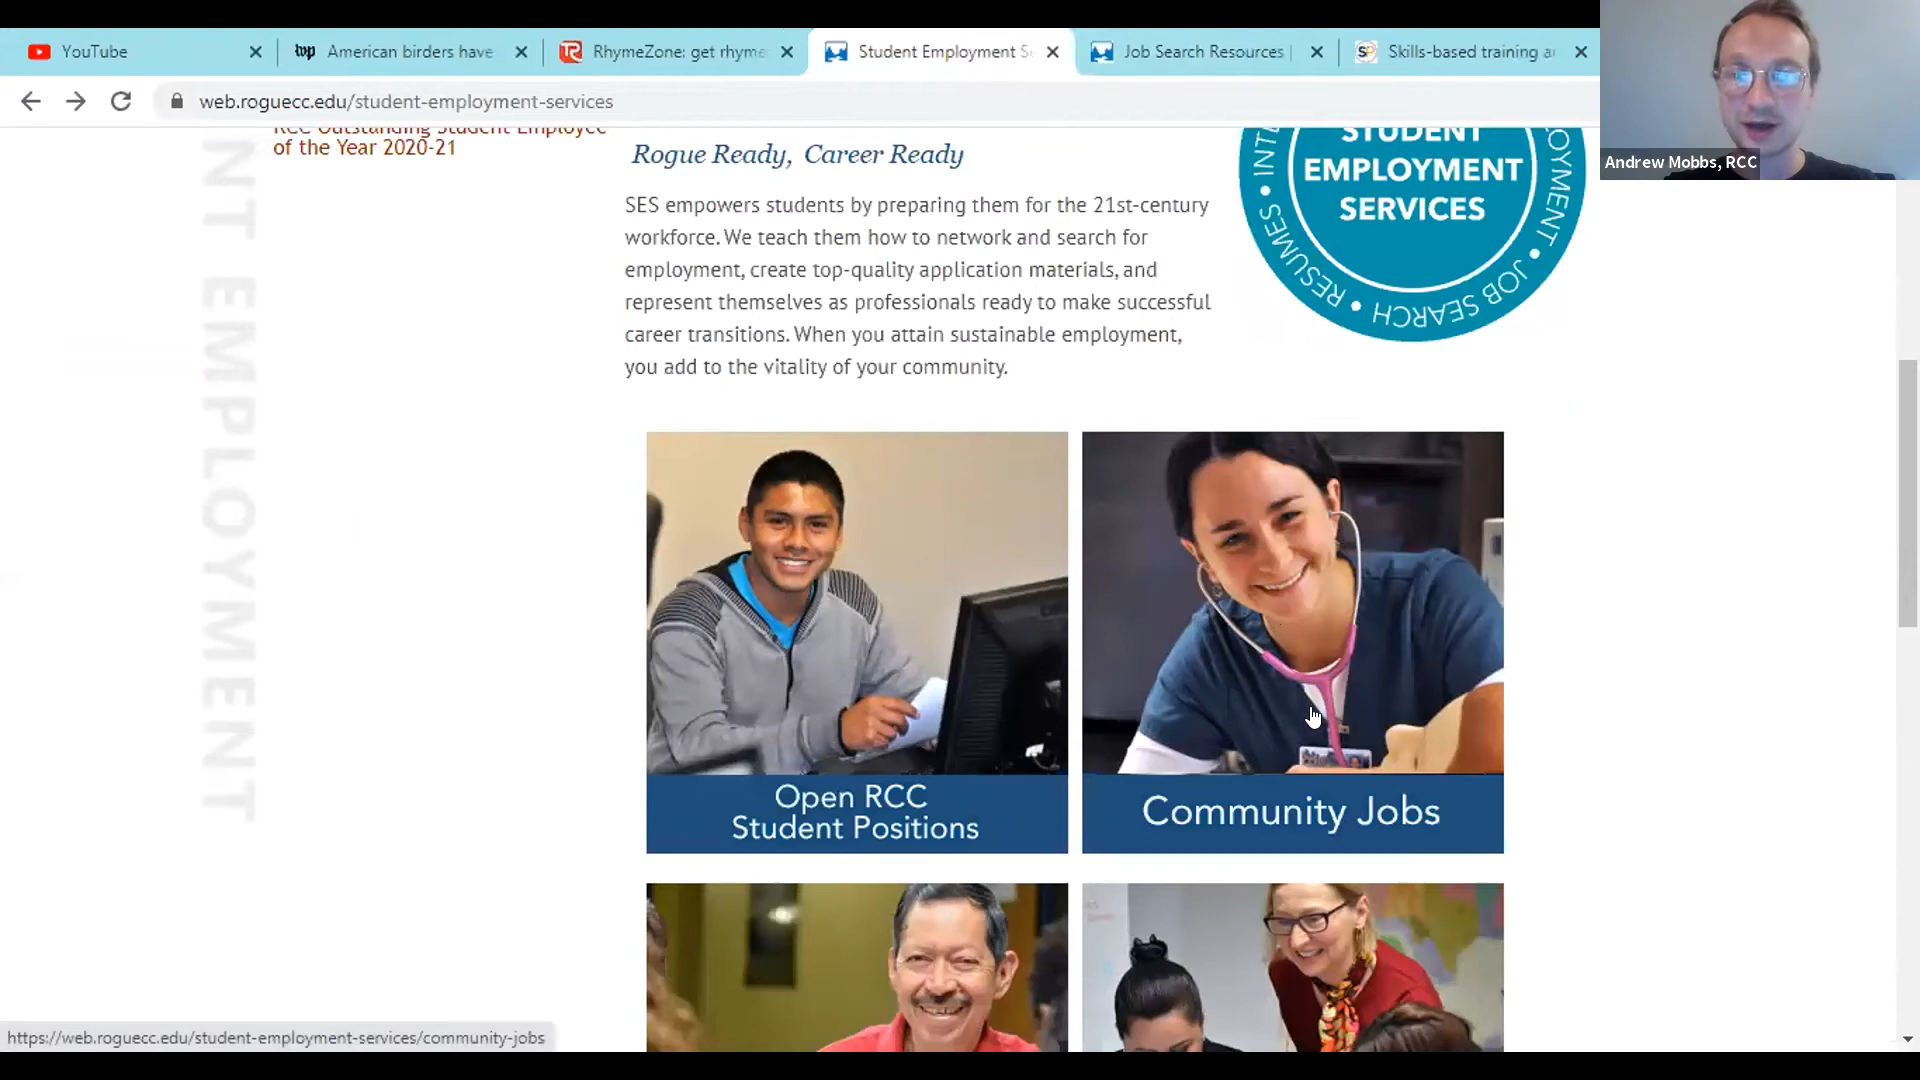 YouTube
American birders have
RhymeZone: get rhyme
Student Employment S
Job Search Resources |
Skills-based training a
web.roguecc.edu/student-employment-services
Andrew Mobbs, RCC
RCC Outstanding Student Employee
of the Year 2020-21
Rogue Ready, Career Ready
SES empowers students by preparing them for the 21st-century
workforce. We teach them how to network and search for
employment, create top-quality application materials, and
represent themselves as professionals ready to make successful
career transitions. When you attain sustainable employment,
you add to the vitality of your community.
STUDENT
EMPLOYMENT
SERVICES
RESUMES • JOB SEARCH •
NT EMPLOYMENT
Open RCC
Student Positions
Community Jobs
https://web.roguecc.edu/student-employment-services/community-jobs